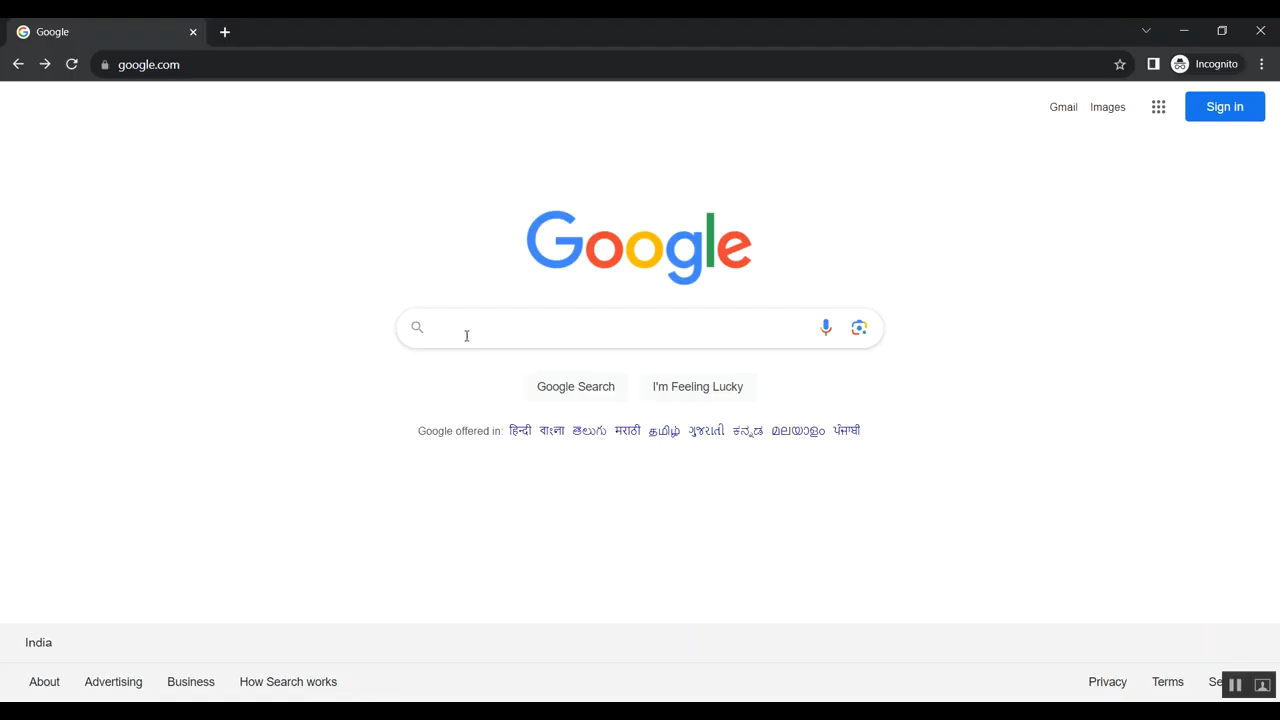 Google
google.com
Incognito
Gmail Images Sign in
Google
Google Search I'm Feeling Lucky
Google offered in: हिन्दी বাংলা తెలుగు मराठी தமிழ் ગુજરાતી ಕನ್ನಡ മലയാളം ਪੰਜਾਬੀ
India
About Advertising Business How Search works Privacy Terms